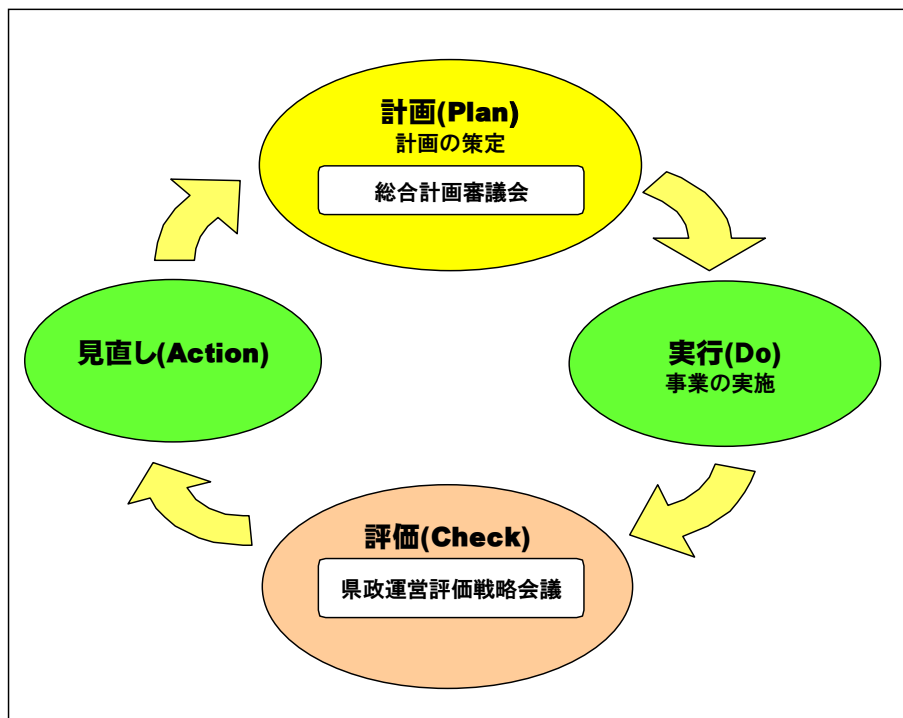 計画(Plan)
計画の策定
総合計画審議会
見直し(Action)
実行(Do)
事業の実施
評価(Check)
県政運営評価戦略会議